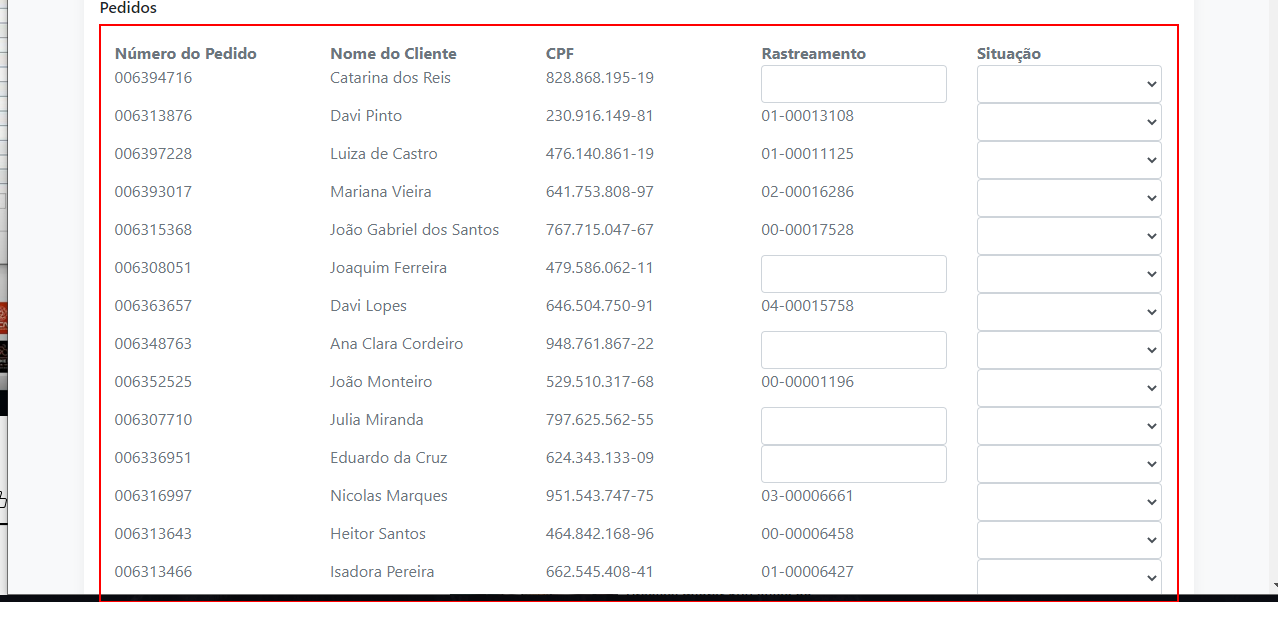 Pedidos
Número do Pedido Nome do Cliente CPF Rastreamento Situação
006394716 Catarina dos Reis 828.868.195-19
006313876 Davi Pinto 230.916.149-81 01-00013108
006397228 Luiza de Castro 476.140.861-19 01-00011125
006393017 Mariana Vieira 641.753.808-97 02-00016286
006315368 João Gabriel dos Santos 767.715.047-67 00-00017528
006308051 Joaquim Ferreira 479.586.062-11
006363657 Davi Lopes 646.504.750-91 04-00015758
006348763 Ana Clara Cordeiro 948.761.867-22
006352525 João Monteiro 529.510.317-68 00-00001196
006307710 Julia Miranda 797.625.562-55
006336951 Eduardo da Cruz 624.343.133-09
006316997 Nicolas Marques 951.543.747-75 03-00006661
006313643 Heitor Santos 464.842.168-96 00-00006458
006313466 Isadora Pereira 662.545.408-41 01-00006427